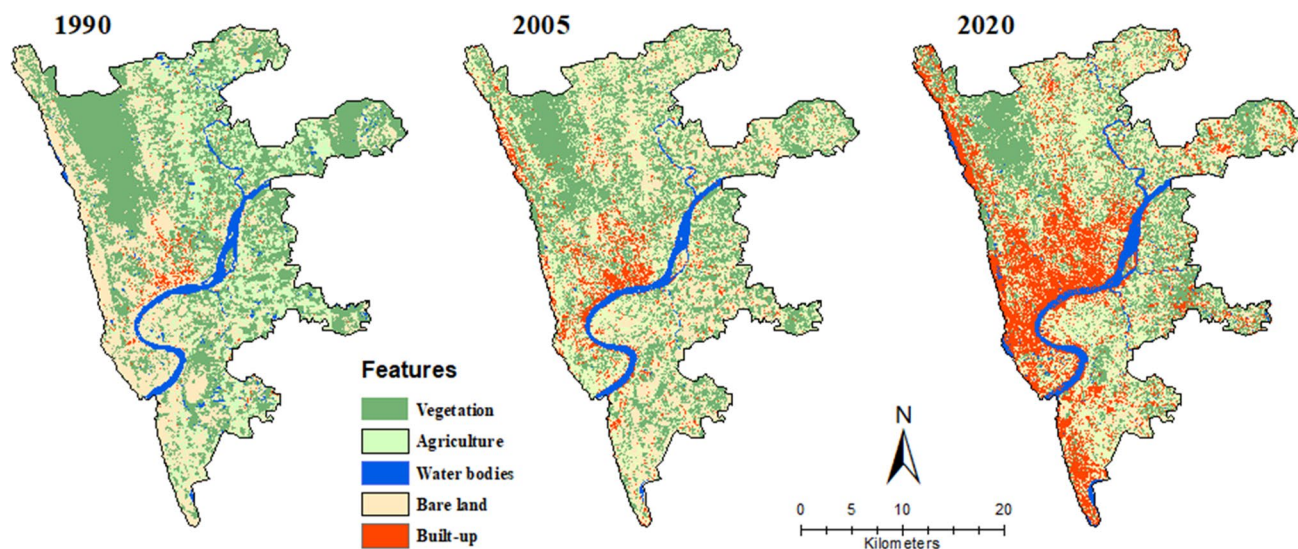 1990
2005
2020
Features
Vegetation
Agriculture
Water bodies
Bare land
Built-up
N
0 5 10 20
Kilometers